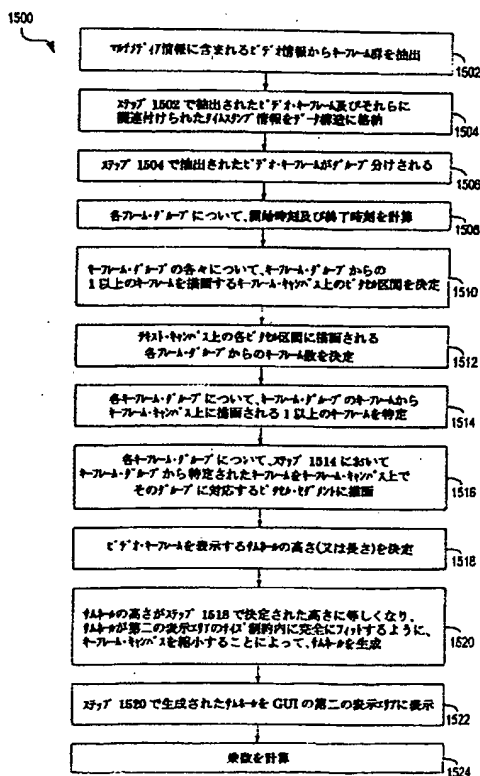 1500
マルチメディア情報に含まれるビデオ情報からキーフレーム群を抽出
1502
ステップ 1502 で抽出されたビデオ・キーフレーム及びそれらに
関連付けられたタイムスタンプ情報をデータ構造に格納
1504
ステップ 1504 で抽出されたビデオ・キーフレームがグループ分けされる
1506
各フレーム・グループについて、開始時刻及び終了時刻を計算
1508
キーフレーム・グループの各々について、キーフレーム・グループからの
1以上のキーフレームを描画するキーフレーム・キャンバス上のピクセル区間を決定
1510
テキスト・キャンバス上の各ピクセル区間に描画される
各フレーム・グループからのキーフレーム数を決定
1512
各キーフレーム・グループについて、キーフレーム・グループのキーフレームから
キーフレーム・キャンバス上に描画される 1 以上のキーフレームを特定
1514
各キーフレーム・グループについて、ステップ 1514 において
キーフレーム・グループから特定されたキーフレームをキーフレーム・キャンバス上で
そのグループに対応するピクセル・セグメントに描画
1516
ビデオ・キーフレームを表示するサムネールの高さ(又は長さ)を決定
1518
サムネールの高さがステップ 1518 で決定された高さに等しくなり、
サムネールが第二の表示エリアのサイズ制約内に完全にフィットするように、
キーフレーム・キャンバスを縮小することによって、サムネールを生成
1520
ステップ 1520 で生成されたサムネールを GUI の第二の表示エリアに表示
1522
乗数を計算
1524